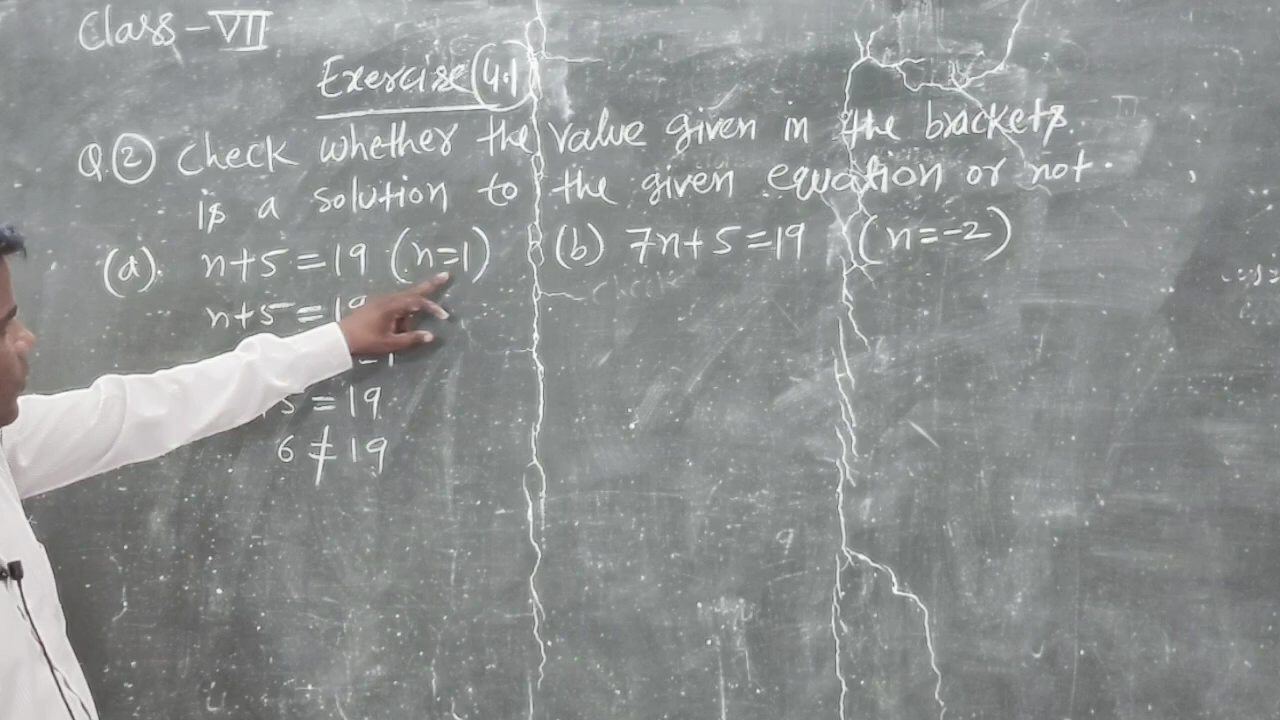 Class - VII
Exercise 4.1
Q.② Check whether the value given in the brackets
is a solution to the given equation or not.
(a). n+5=19 (n=1) (b) 7n+5=19 (n=-2)
n+5=19
5=19
6≠19